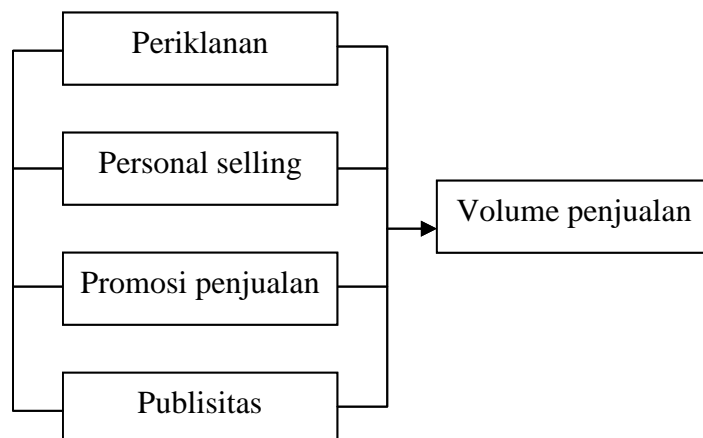 Periklanan
Personal selling
Volume penjualan
Promosi penjualan
Publisitas